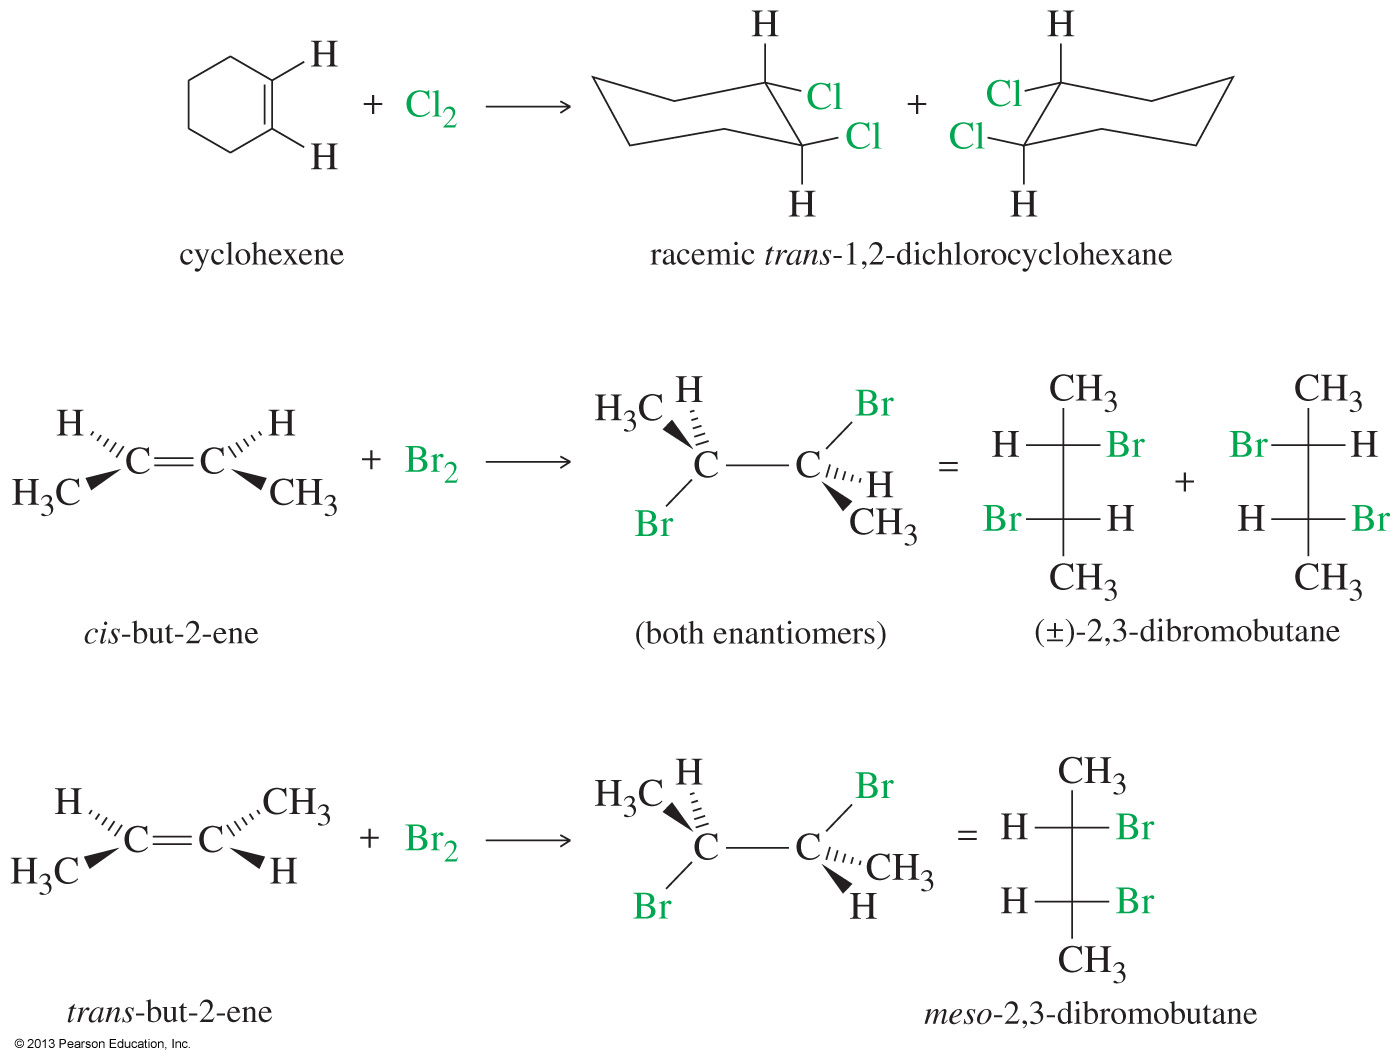 H
H
+ Cl2
H
Cl
Cl
H
+
H
Cl
Cl
H
cyclohexene
racemic trans-1,2-dichlorocyclohexane
H
H
H3C
C
C
CH3
+ Br2
H3C
H
Br
C
C
Br
H
CH3
=
CH3
H
Br
Br
H
CH3
+
CH3
Br
H
H
Br
CH3
cis-but-2-ene
(both enantiomers)
(±)-2,3-dibromobutane
H
CH3
C
C
H3C
H
+ Br2
H3C
H
Br
C
C
Br
CH3
H
=
CH3
H
Br
H
Br
CH3
trans-but-2-ene
meso-2,3-dibromobutane
© 2013 Pearson Education, Inc.